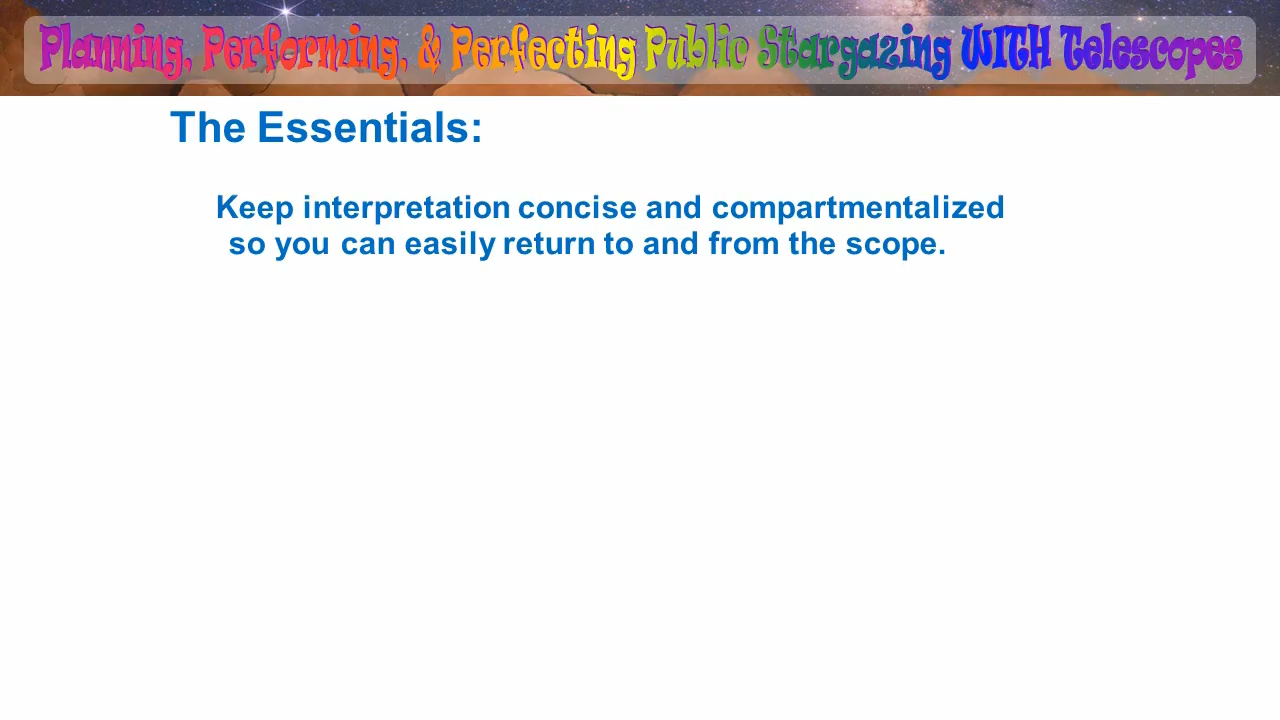 Planning, Performing, & Perfecting Public Stargazing WITH Telescopes
The Essentials:
Keep interpretation concise and compartmentalized
so you can easily return to and from the scope.